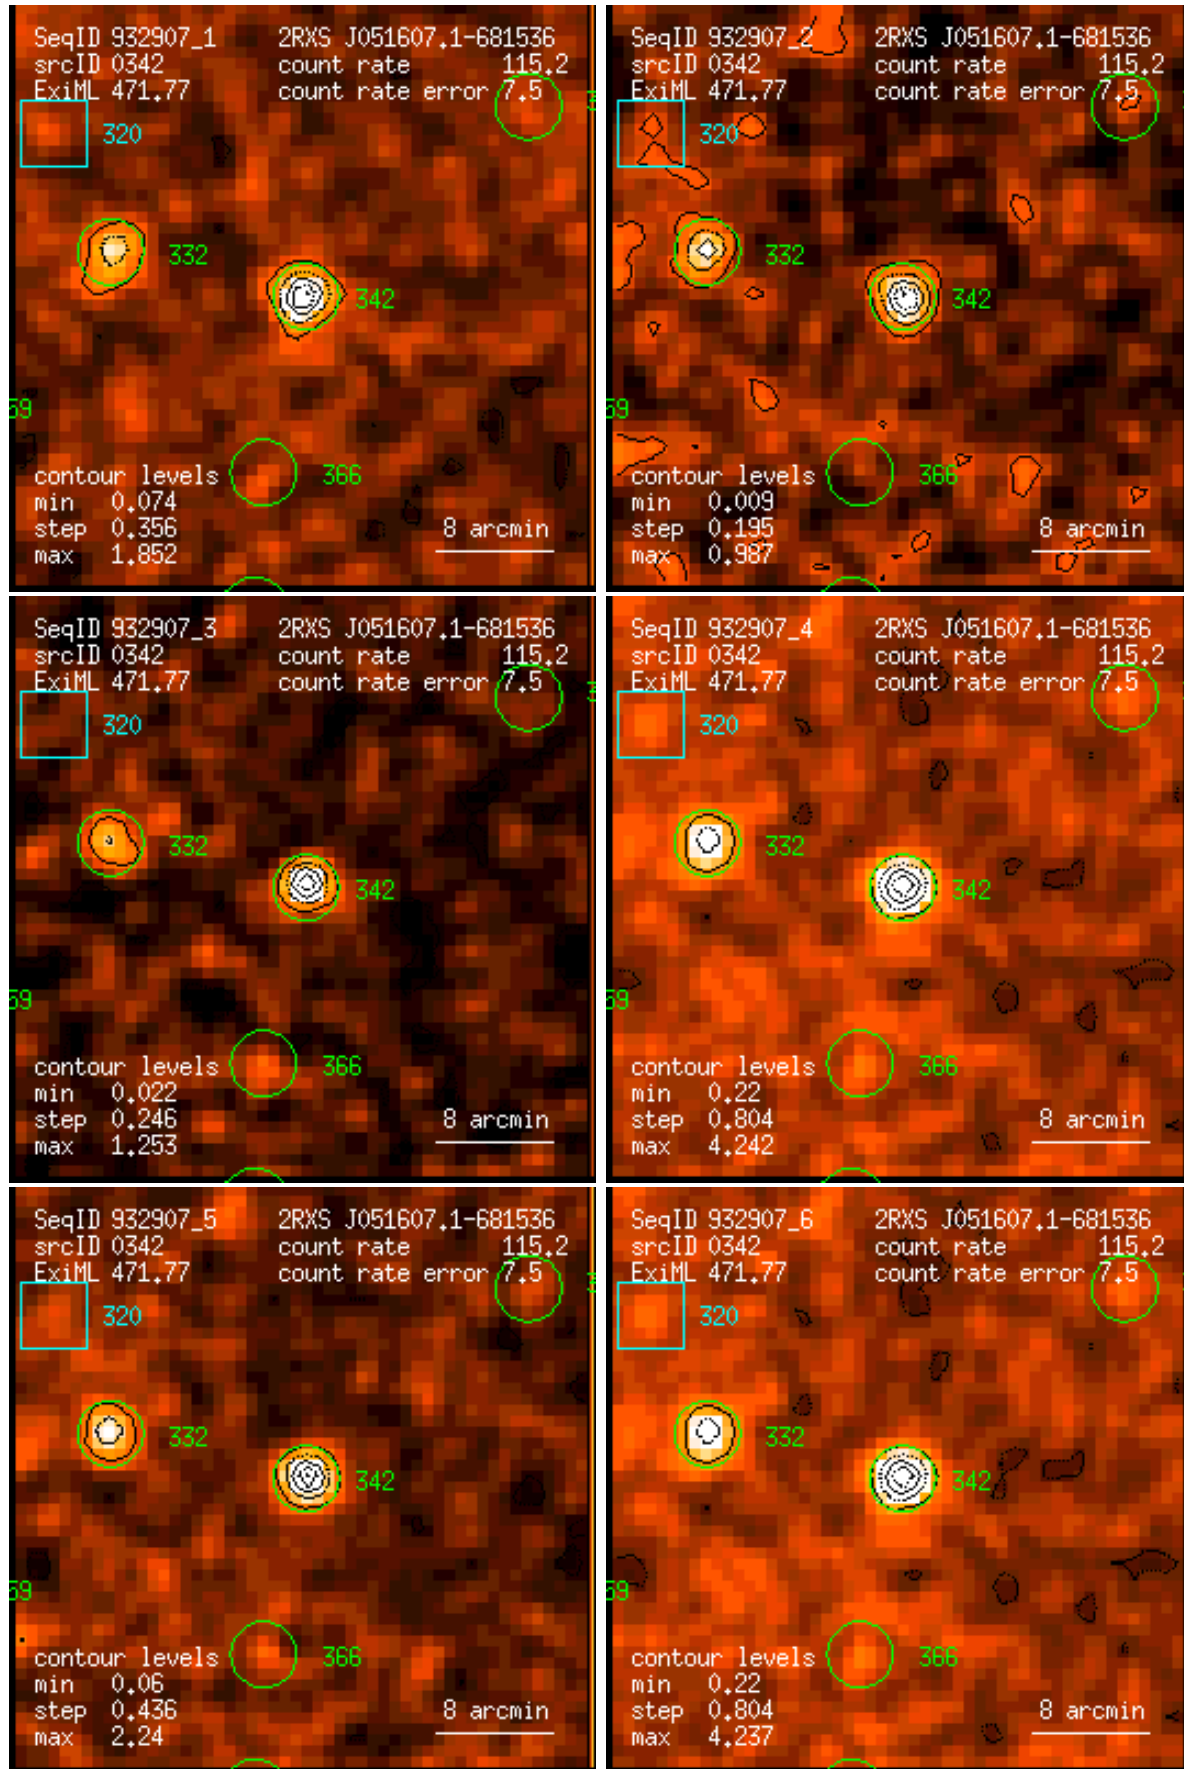 SeqID 932907_1 2RXS J051607.1-681536
srcID 0342 count rate 115.2
ExiML 471.77 count rate error 7.5
320
332
342
59
366
contour levels
min 0.074
step 0.356
max 1.852
8 arcmin
SeqID 932907_2 2RXS J051607.1-681536
srcID 0342 count rate 115.2
ExiML 471.77 count rate error 7.5
320
332
342
59
366
contour levels
min 0.009
step 0.195
max 0.987
8 arcmin
SeqID 932907_3 2RXS J051607.1-681536
srcID 0342 count rate 115.2
ExiML 471.77 count rate error 7.5
320
332
342
59
366
contour levels
min 0.022
step 0.246
max 1.253
8 arcmin
SeqID 932907_4 2RXS J051607.1-681536
srcID 0342 count rate 115.2
ExiML 471.77 count rate error 7.5
320
332
342
59
366
contour levels
min 0.22
step 0.804
max 4.242
8 arcmin
SeqID 932907_5 2RXS J051607.1-681536
srcID 0342 count rate 115.2
ExiML 471.77 count rate error 7.5
320
332
342
59
366
contour levels
min 0.06
step 0.436
max 2.24
8 arcmin
SeqID 932907_6 2RXS J051607.1-681536
srcID 0342 count rate 115.2
ExiML 471.77 count rate error 7.5
320
332
342
59
366
contour levels
min 0.22
step 0.804
max 4.237
8 arcmin